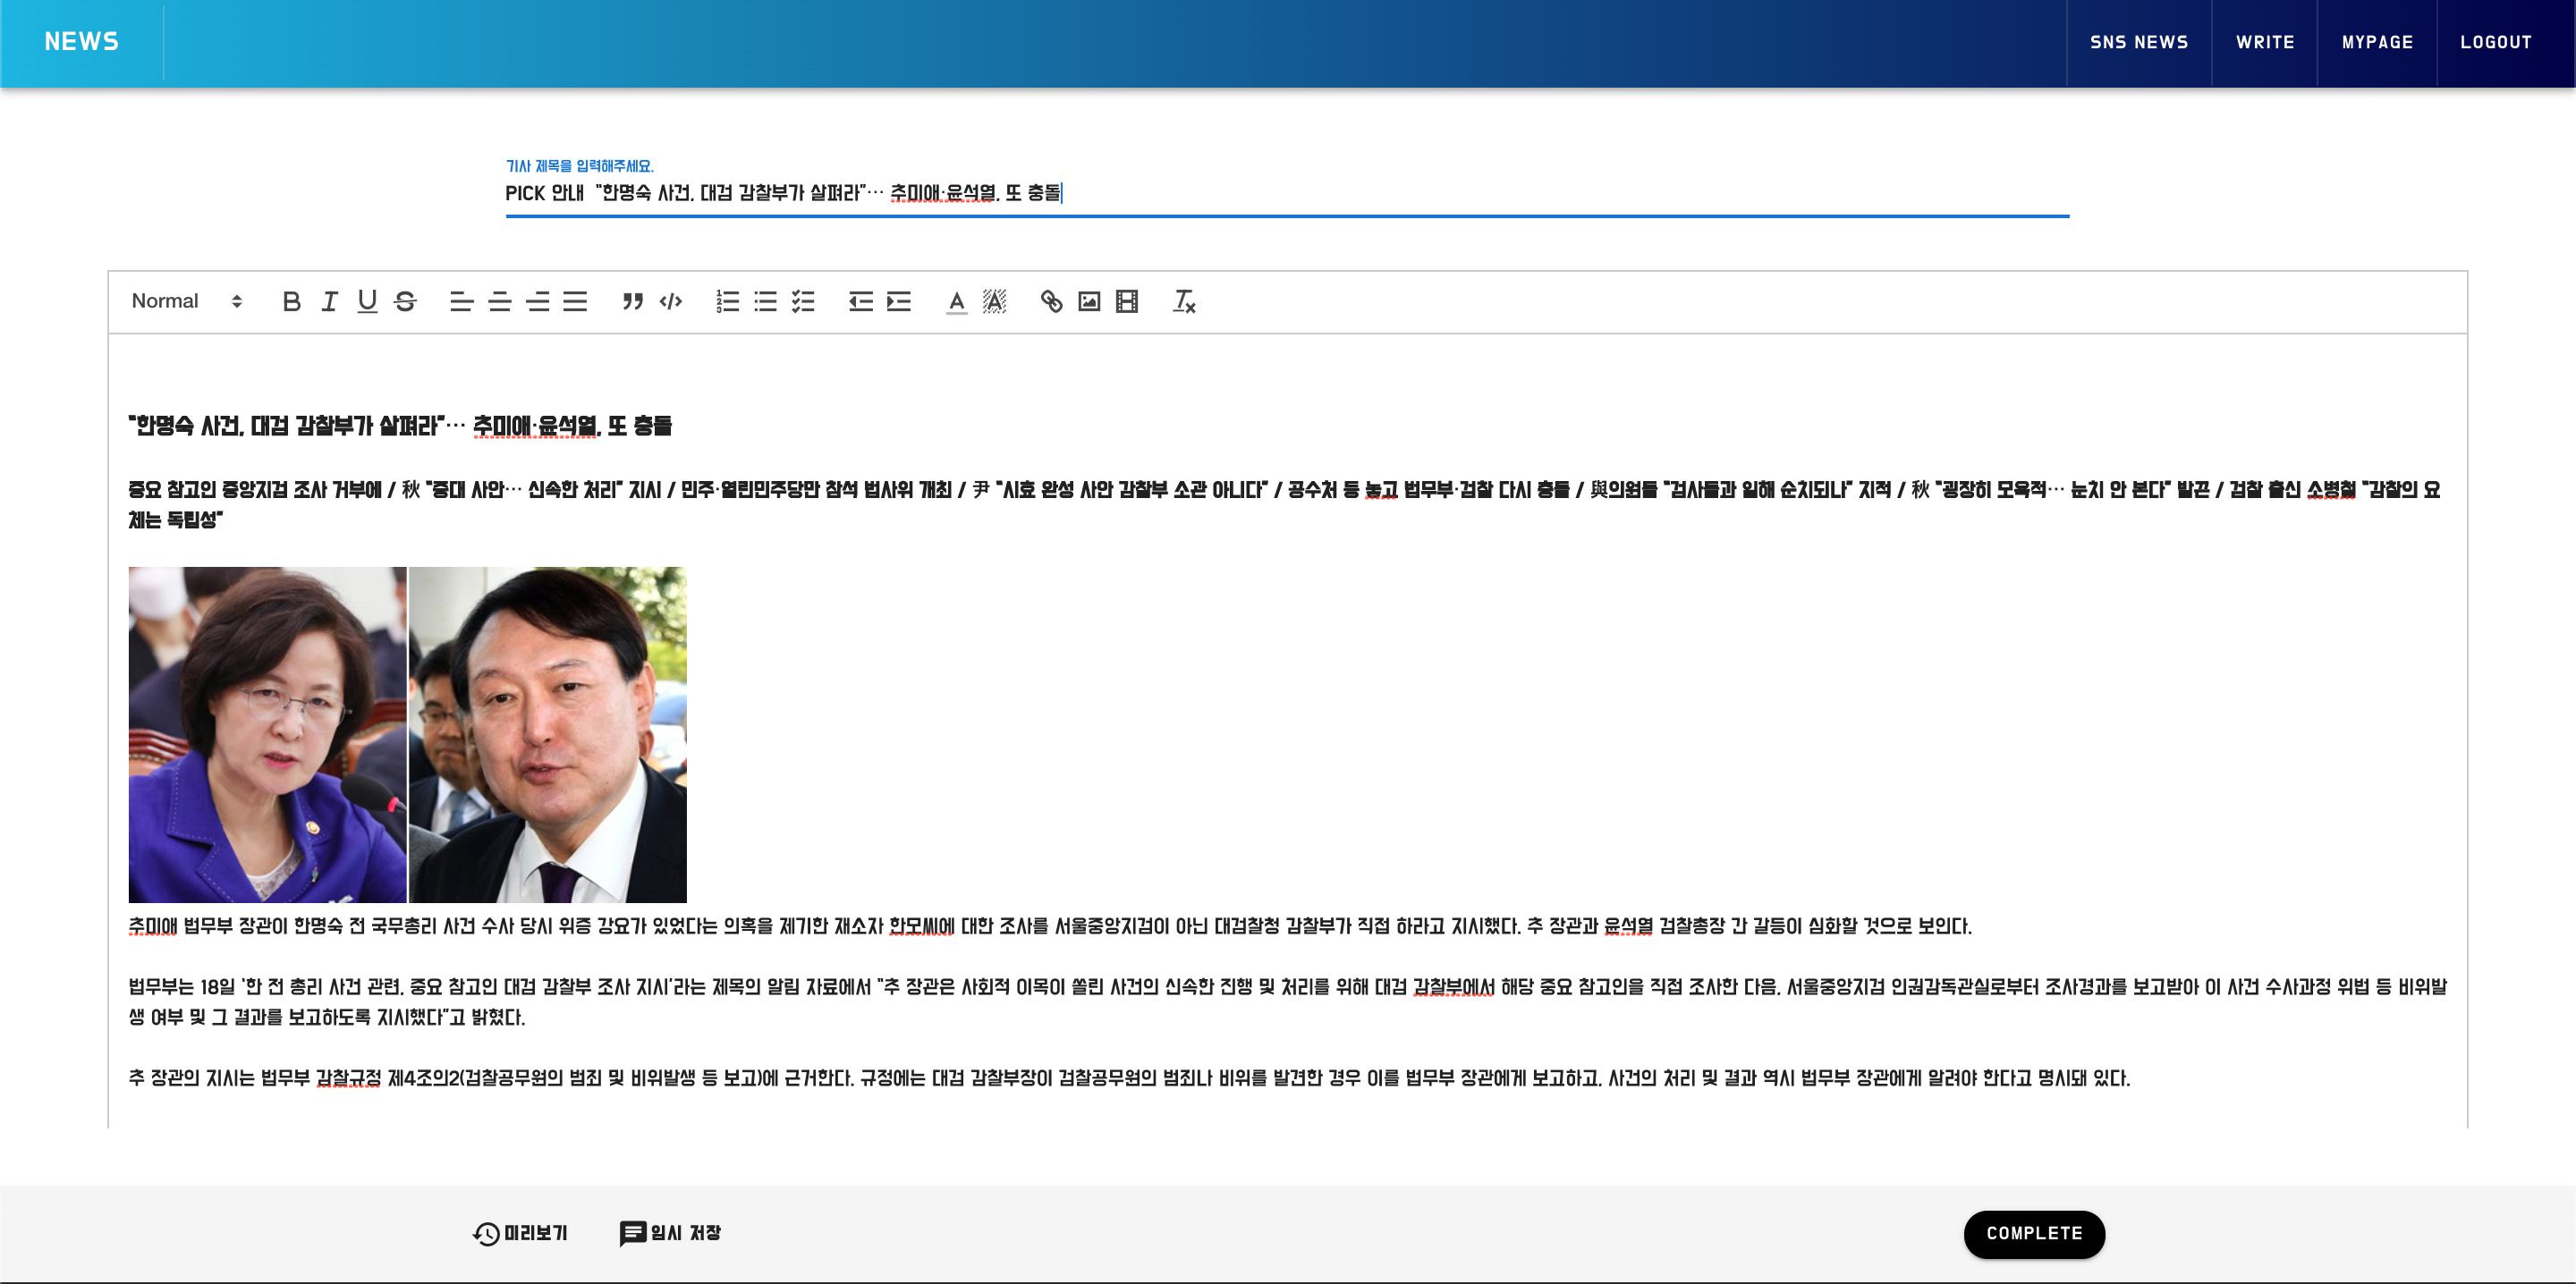 NEWS
SNS NEWS
WRITE
MYPAGE
LOGOUT
기사 제목을 입력해주세요.
PICK 안내 "한명숙 사건, 대검 감찰부가 살펴라"… 추미애·윤석열, 또 충돌
Normal
"한명숙 사건, 대검 감찰부가 살펴라"… 추미애·윤석열, 또 충돌
중요 참고인 중앙지검 조사 거부에 / 秋 "중대 사안… 신속한 처리" 지시 / 민주·열린민주당만 참석 법사위 개최 / 尹 "시효 완성 사안 감찰부 소관 아니다" / 공수처 등 놓고 법무부·검찰 다시 충돌 / 與의원들 "검사들과 일해 순치되나" 지적 / 秋 "굉장히 모욕적… 눈치 안 본다" 발끈 / 검찰 출신 소병철 "감찰의 요
체는 독립성"
추미애 법무부 장관이 한명숙 전 국무총리 사건 수사 당시 위증 강요가 있었다는 의혹을 제기한 재소자 한모씨에 대한 조사를 서울중앙지검이 아닌 대검찰청 감찰부가 직접 하라고 지시했다. 추 장관과 윤석열 검찰총장 간 갈등이 심화할 것으로 보인다.
법무부는 18일 '한 전 총리 사건 관련, 중요 참고인 대검 감찰부 조사 지시'라는 제목의 알림 자료에서 "추 장관은 사회적 이목이 쏠린 사건의 신속한 진행 및 처리를 위해 대검 감찰부에서 해당 중요 참고인을 직접 조사한 다음, 서울중앙지검 인권감독관실로부터 조사경과를 보고받아 이 사건 수사과정 위법 등 비위발
생 여부 및 그 결과를 보고하도록 지시했다"고 밝혔다.
추 장관의 지시는 법무부 감찰규정 제4조의2(검찰공무원의 범죄 및 비위발생 등 보고)에 근거한다. 규정에는 대검 감찰부장이 검찰공무원의 범죄나 비위를 발견한 경우 이를 법무부 장관에게 보고하고, 사건의 처리 및 결과 역시 법무부 장관에게 알려야 한다고 명시돼 있다.
미리보기
임시 저장
COMPLETE